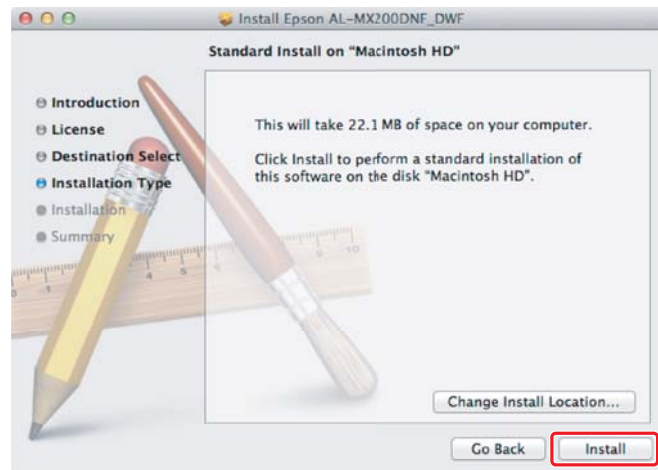 Install Epson AL-MX200DNF_DWF
Standard Install on "Macintosh HD"
Introduction
License
Destination Select
Installation Type
Installation
Summary
This will take 22.1 MB of space on your computer.
Click Install to perform a standard installation of
this software on the disk "Macintosh HD".
Change Install Location...
Go Back
Install